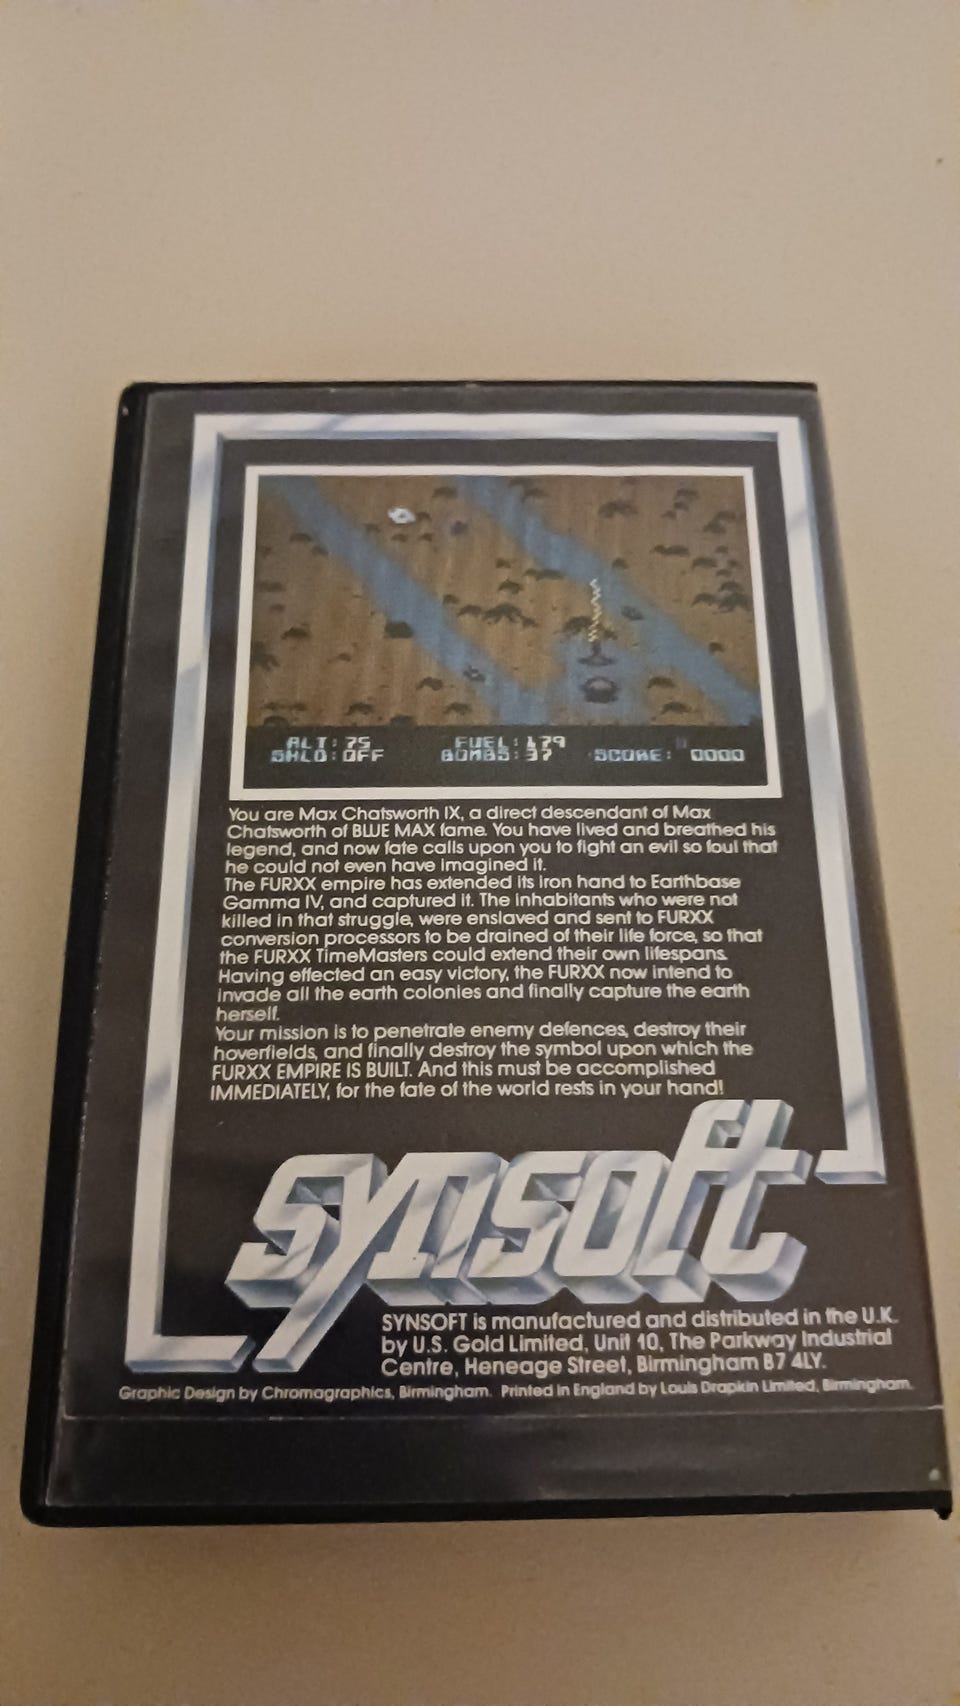 ALT:75 FUEL:179
SHLD:OFF BOMBS:37 SCORE: 0000
You are Max Chatsworth IX, a direct descendant of Max
Chatsworth of BLUE MAX fame. You have lived and breathed his
legend, and now fate calls upon you to fight an evil so foul that
he could not even have imagined it.
The FURXX empire has extended its iron hand to Earthbase
Gamma IV, and captured it. The inhabitants who were not
killed in that struggle, were enslaved and sent to FURXX
conversion processors to be drained of their life force, so that
the FURXX TimeMasters could extend their own lifespans.
Having effected an easy victory, the FURXX now intend to
invade all the earth colonies and finally capture the earth
herself.
Your mission is to penetrate enemy defences, destroy their
hoverfields, and finally destroy the symbol upon which the
FURXX EMPIRE IS BUILT. And this must be accomplished
IMMEDIATELY, for the fate of the world rests in your hand!
synsoft
SYNSOFT is manufactured and distributed in the U.K.
by U.S. Gold Limited, Unit 10, The Parkway Industrial
Centre, Heneage Street, Birmingham B7 4LY.
Graphic Design by Chromagraphics, Birmingham. Printed in England by Louis Drapkin Limited, Birmingham.